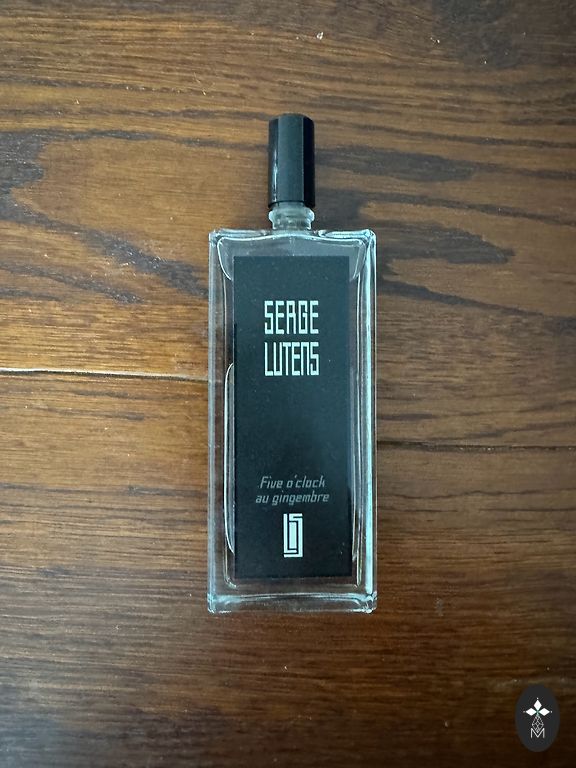 SERGE
LUTENS
Five o'clock
au gingembre
M